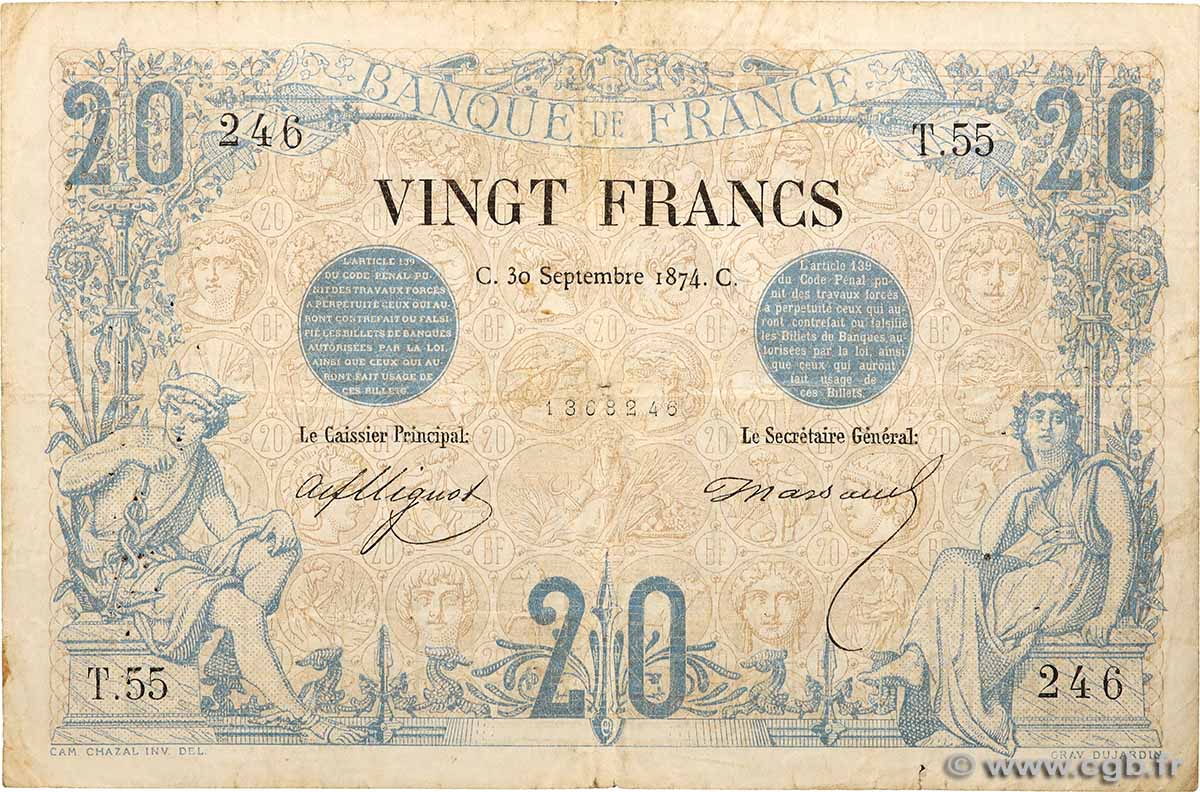 BANQUE DE FRANCE
20 20
246 T.55
VINGT FRANCS
C. 30 Septembre 1874. C.
L'ARTICLE 139
DU CODE PÉNAL PU-
NIT DES TRAVAUX FORCÉS
A PERPÉTUITÉ CEUX QUI AU-
RONT CONTREFAIT OU FALSI-
FIÉ LES BILLETS DE BANQUES
AUTORISÉES PAR LA LOI,
AINSI QUE CEUX QUI AU-
RONT FAIT USAGE DE
CES BILLETS.
L'article 139
du Code Pénal pu-
nit des travaux forcés
à perpétuité ceux qui au-
ront contrefait ou falsifié
les Billets de Banques au-
torisées par la loi, ainsi
que ceux qui auront
fait usage de
ces Billets.
1368246
Le Caissier Principal:
Le Secrétaire Général:
Mignot
20
T.55
246
CAM. CHAZAL INV. DEL.
GRAV. DUJARDIN
© www.cgb.fr